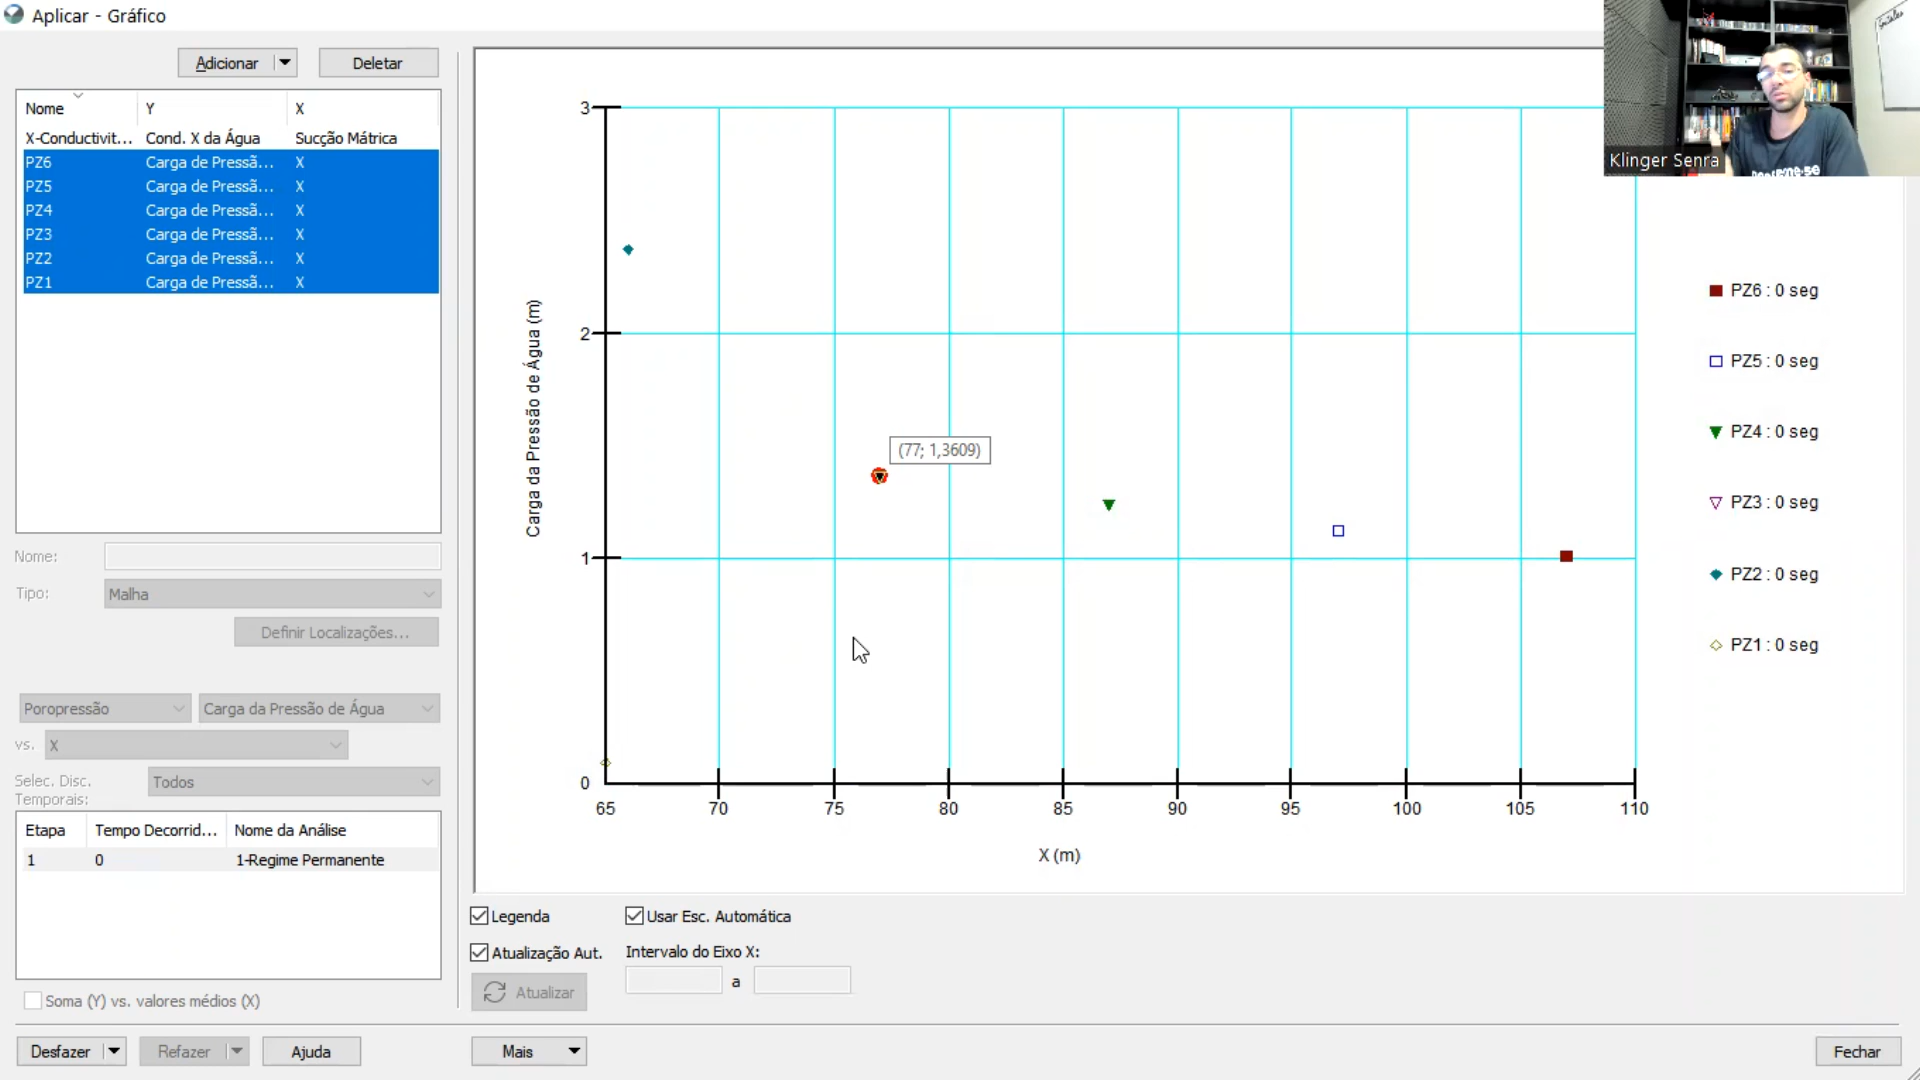 Aplicar - Gráfico
Adicionar
Deletar
Nome Y X
X-Conductivit... Cond. X da Água Sucção Mátrica
PZ6 Carga de Pressã... X
PZ5 Carga de Pressã... X
PZ4 Carga de Pressã... X
PZ3 Carga de Pressã... X
PZ2 Carga de Pressã... X
PZ1 Carga de Pressã... X
Nome:
Tipo: Malha
Definir Localizações...
Poropressão Carga da Pressão de Água
vs. X
Selec. Disc. Todos
Temporais:
Etapa Tempo Decorrid... Nome da Análise
1 0 1-Regime Permanente
Soma (Y) vs. valores médios (X)
Desfazer Refazer Ajuda
Carga da Pressão de Água (m)
3
2
1
0
(77; 1,3609)
65 70 75 80 85 90 95 100 105 110
X (m)
PZ6 : 0 seg
PZ5 : 0 seg
PZ4 : 0 seg
PZ3 : 0 seg
PZ2 : 0 seg
PZ1 : 0 seg
Klinger Senra
Legenda Usar Esc. Automática
Atualização Aut. Intervalo do Eixo X:
Atualizar a
Mais
Fechar